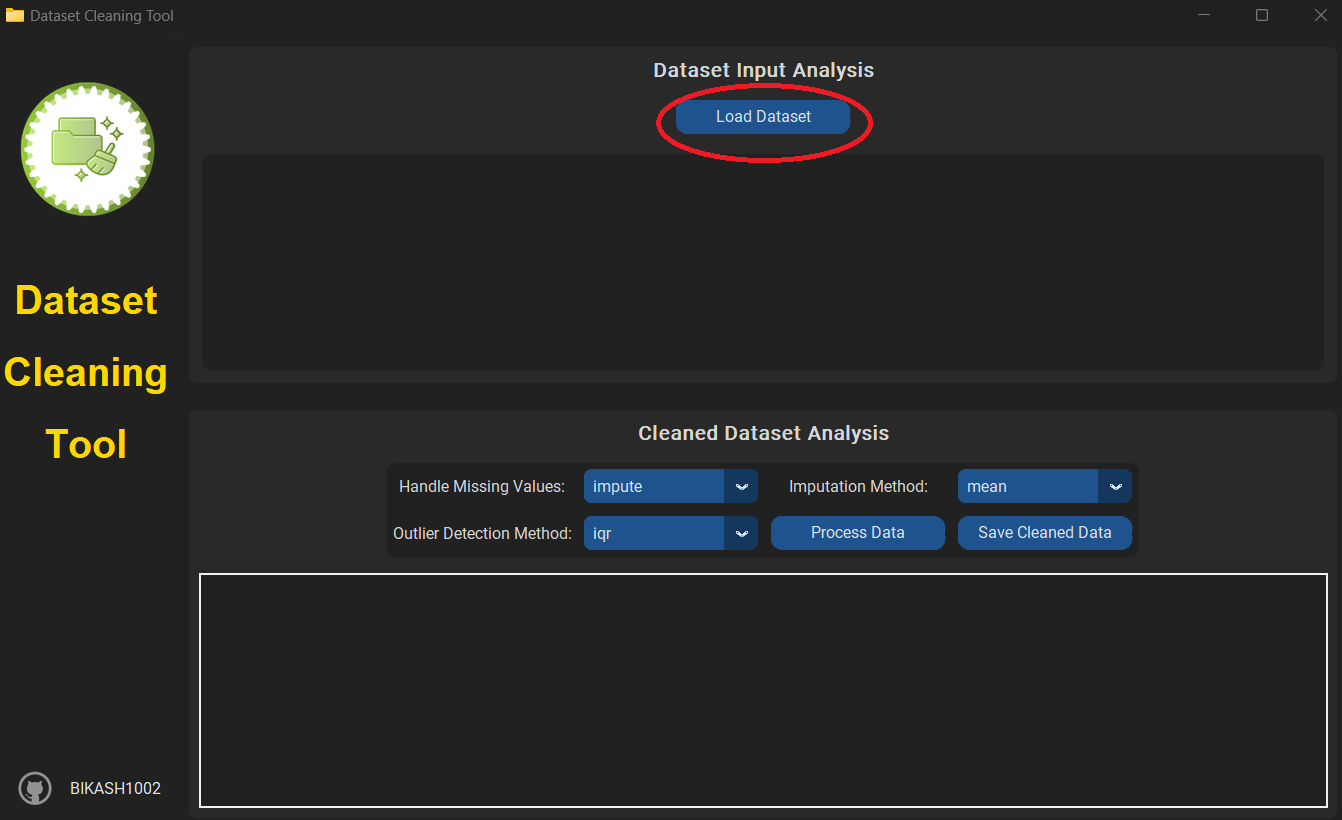 Dataset Cleaning Tool
Dataset
Cleaning
Tool
BIKASH1002
Dataset Input Analysis
Load Dataset
Cleaned Dataset Analysis
Handle Missing Values: impute Imputation Method: mean
Outlier Detection Method: iqr Process Data Save Cleaned Data